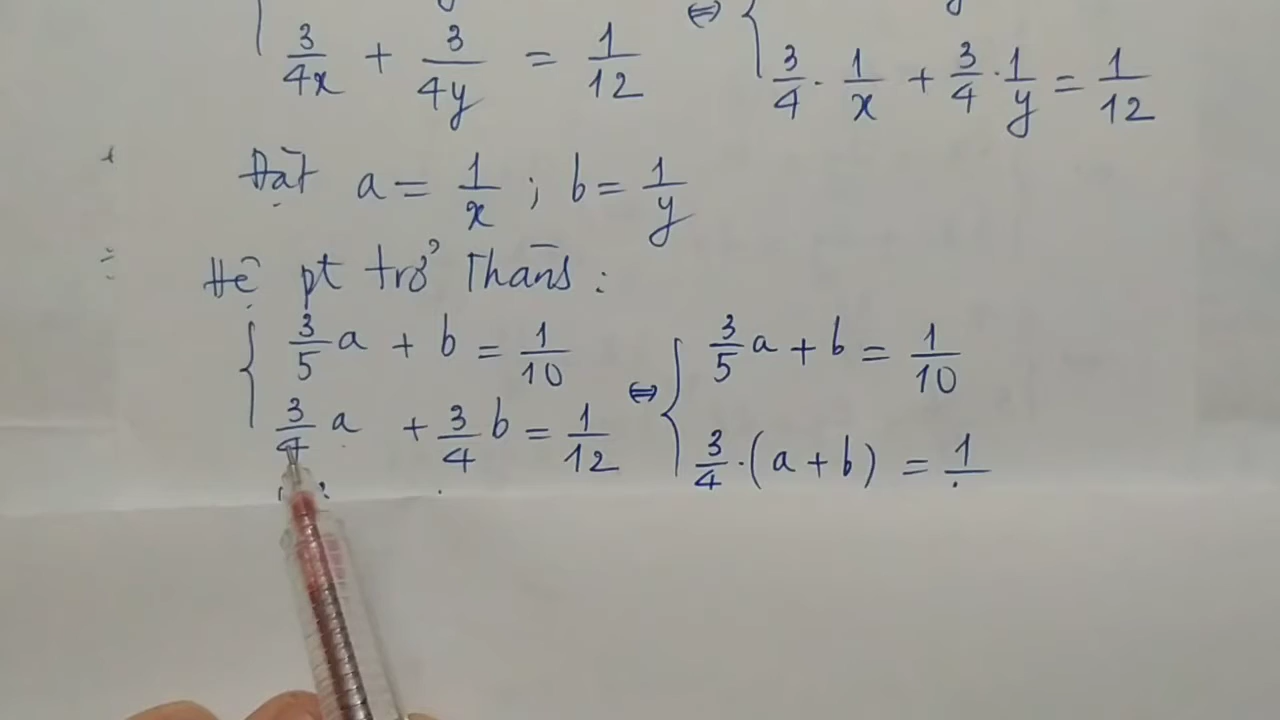 3/4x + 3/4y = 1/12 ⇔ { 3/4 · 1/x + 3/4 · 1/y = 1/12
Đặt a = 1/x ; b = 1/y
Hệ pt trở Thành :
{ 3/5 a + b = 1/10 ⇔ { 3/5 a + b = 1/10
3/4 a + 3/4 b = 1/12 3/4 · (a + b) = 1/